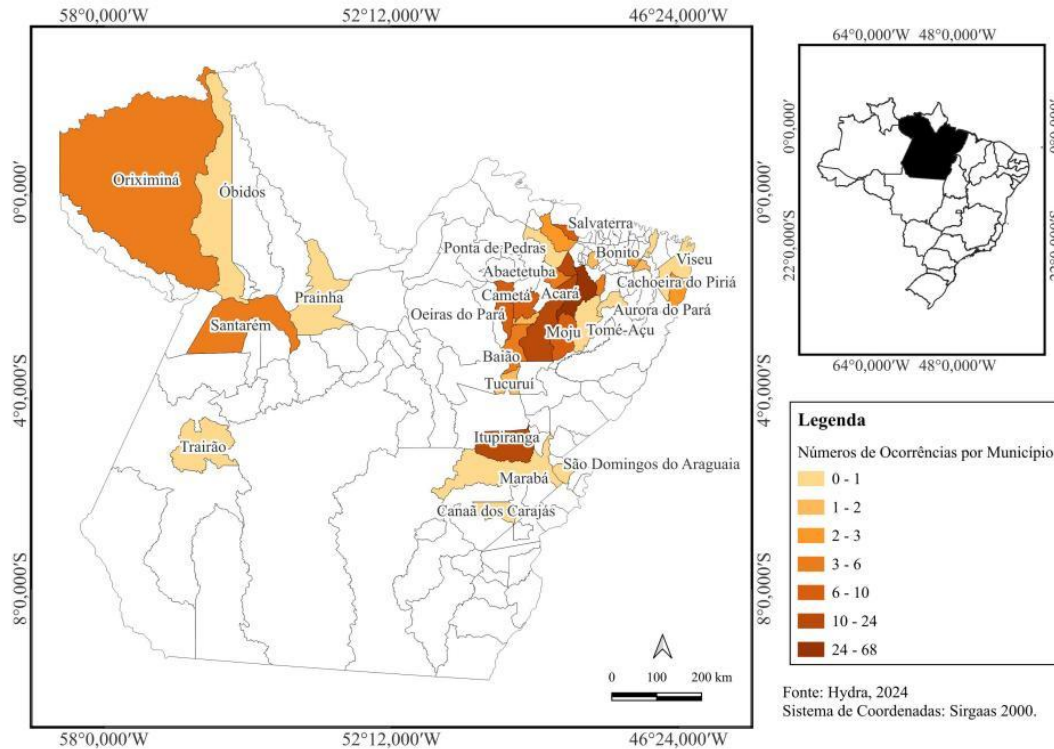 58°0,000'W 52°12,000'W 46°24,000'W
64°0,000'W 48°0,000'W
0°0,000'
4°0,000'S
8°0,000'S
0°0,000'
4°0,000'S
8°0,000'S
0°0,000'
22°0,000'S
0°0,000'
22°0,000'S
Oriximiná
Óbidos
Salvaterra
Ponta de Pedras
Bonito
Viseu
Abaetetuba
Cachoeira do Piriá
Prainha
Cametá
Acará
Oeiras do Pará
Aurora do Pará
Santarém
Moju
Tomé-Açu
Baião
Tucuruí
Trairão
Itupiranga
São Domingos do Araguaia
Marabá
Canaã dos Carajás
0 100 200 km
58°0,000'W 52°12,000'W 46°24,000'W
64°0,000'W 48°0,000'W
Legenda
Números de Ocorrências por Município
0 - 1
1 - 2
2 - 3
3 - 6
6 - 10
10 - 24
24 - 68
Fonte: Hydra, 2024
Sistema de Coordenadas: Sirgaas 2000.